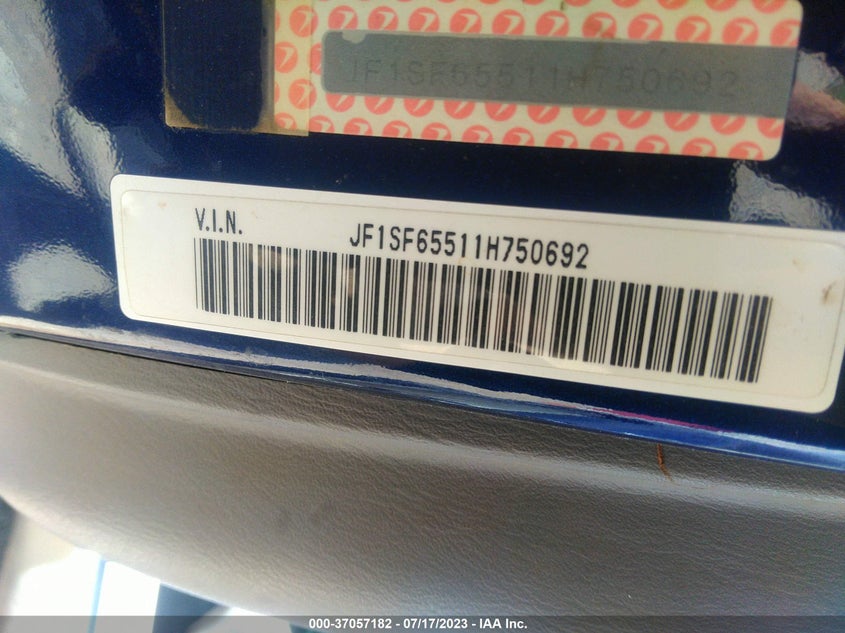 JF1SF65511H750692
V.I.N. JF1SF65511H750692
000-37057182 - 07/17/2023 - IAA Inc.